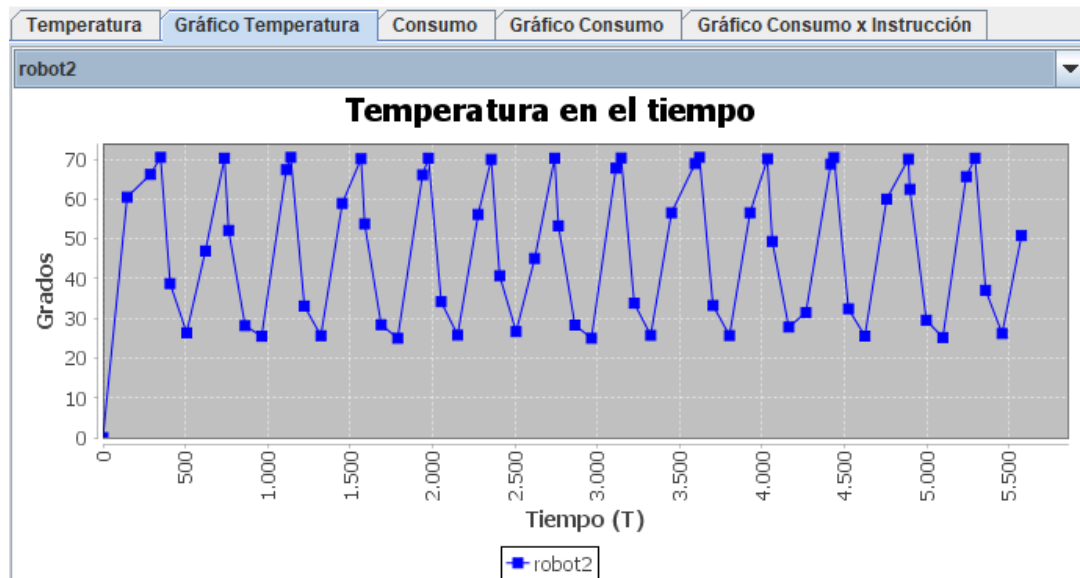 Temperatura Gráfico Temperatura Consumo Gráfico Consumo Gráfico Consumo x Instrucción
robot2
Temperatura en el tiempo
Grados
70
60
50
40
30
20
10
0
0 500 1.000 1.500 2.000 2.500 3.000 3.500 4.000 4.500 5.000 5.500
Tiempo (T)
robot2